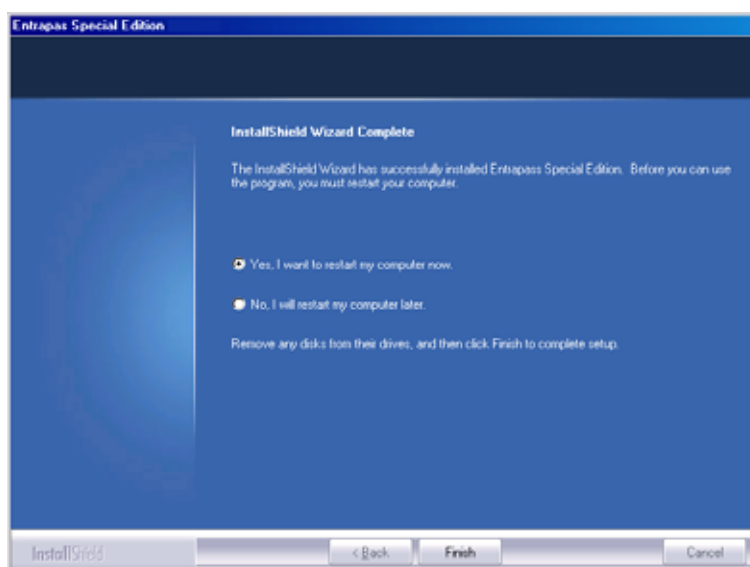 Entrapas Special Edition
InstallShield Wizard Complete
The InstallShield Wizard has successfully installed Entrapass Special Edition. Before you can use
the program, you must restart your computer.
Yes, I want to restart my computer now.
No, I will restart my computer later.
Remove any disks from their drives, and then click Finish to complete setup.
InstallShield
< Back
Finish
Cancel